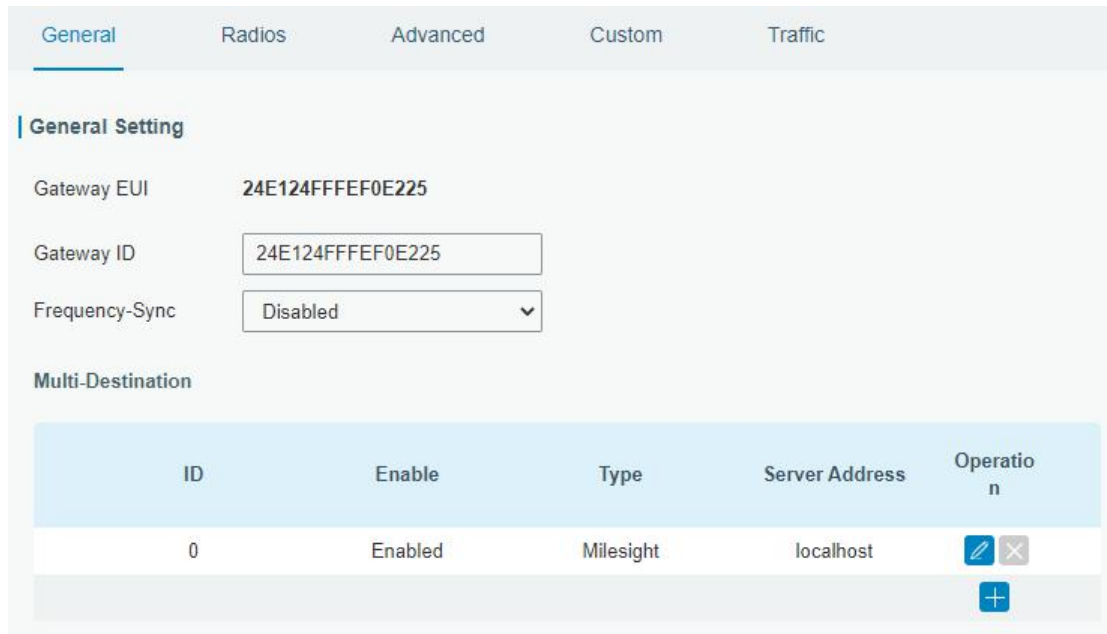 General Radios Advanced Custom Traffic
General Setting
Gateway EUI 24E124FFFEF0E225
Gateway ID 24E124FFFEF0E225
Frequency-Sync Disabled
Multi-Destination
ID Enable Type Server Address Operatio
n
0 Enabled Milesight localhost